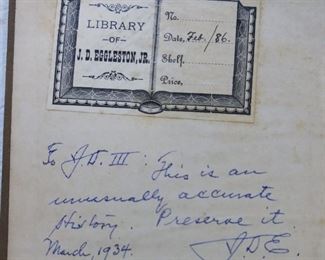 LIBRARY
—OF—
J. D. EGGLESTON, JR.
No.
Date, Feb /86.
Shelf.
Price,
To J.D. III: This is an
unusually accurate
History. Preserve it.
March, 1934. J.D.E.